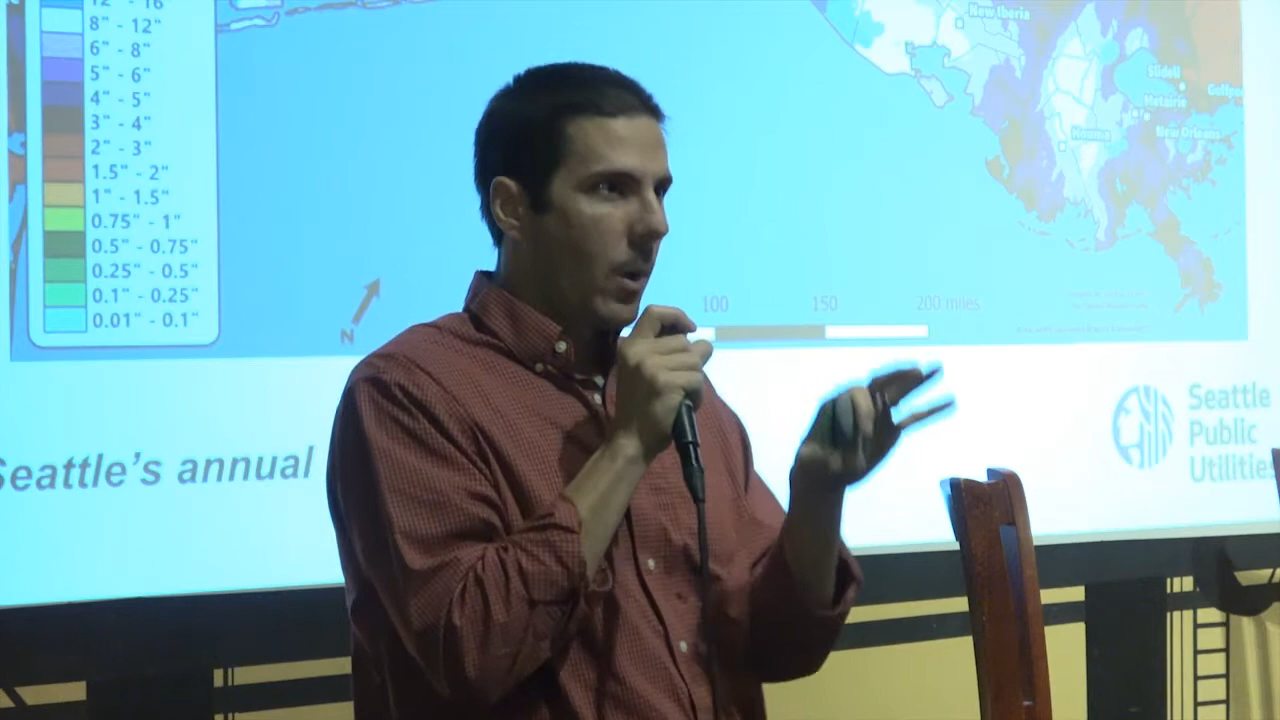 12" - 16"
8" - 12"
6" - 8"
5" - 6"
4" - 5"
3" - 4"
2" - 3"
1.5" - 2"
1" - 1.5"
0.75" - 1"
0.5" - 0.75"
0.25" - 0.5"
0.1" - 0.25"
0.01" - 0.1"
N
New Iberia
Slidell
Metairie
New Orleans
Houma
100 150 200 miles
Seattle's annual
Seattle
Public
Utilities